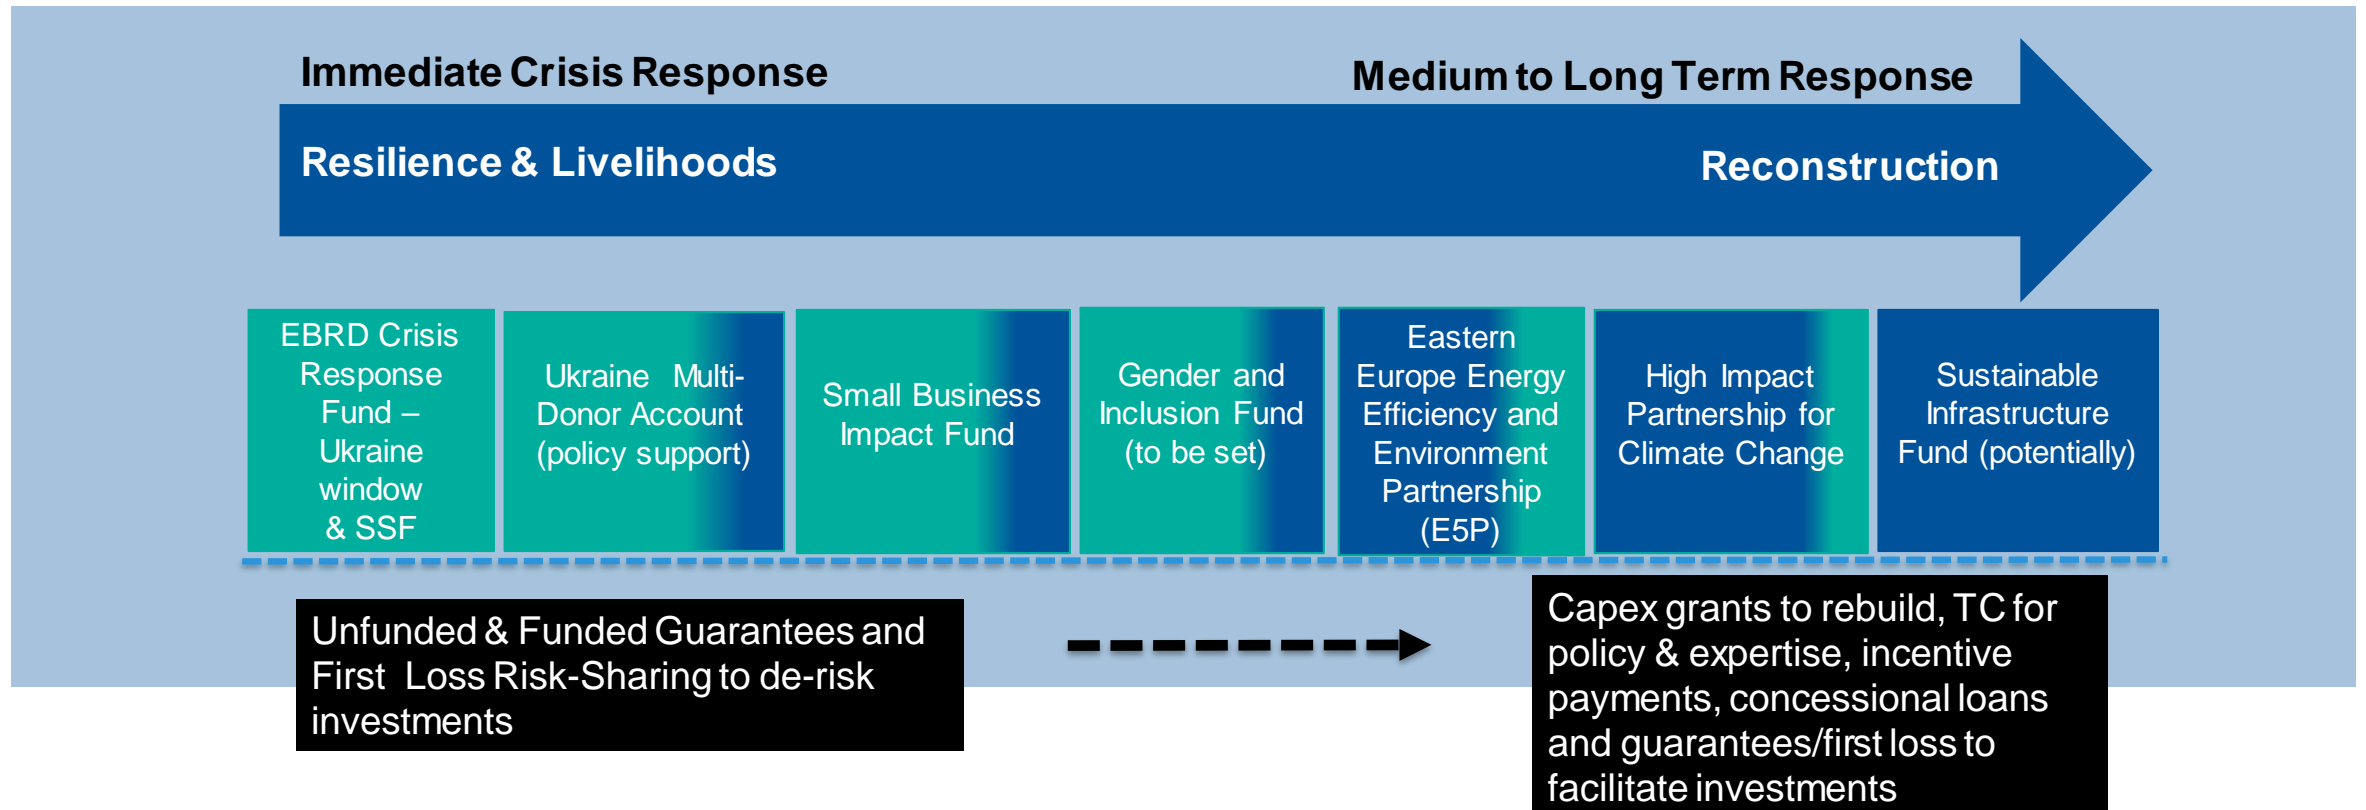 Immediate Crisis Response
Medium to Long Term Response
Resilience & Livelihoods
Reconstruction
EBRD Crisis
Response
Fund –
Ukraine
window
& SSF
Ukraine Multi-
Donor Account
(policy support)
Small Business
Impact Fund
Gender and
Inclusion Fund
(to be set)
Eastern
Europe Energy
Efficiency and
Environment
Partnership
(E5P)
High Impact
Partnership for
Climate Change
Sustainable
Infrastructure
Fund (potentially)
Unfunded & Funded Guarantees and
First Loss Risk-Sharing to de-risk
investments
Capex grants to rebuild, TC for
policy & expertise, incentive
payments, concessional loans
and guarantees/first loss to
facilitate investments